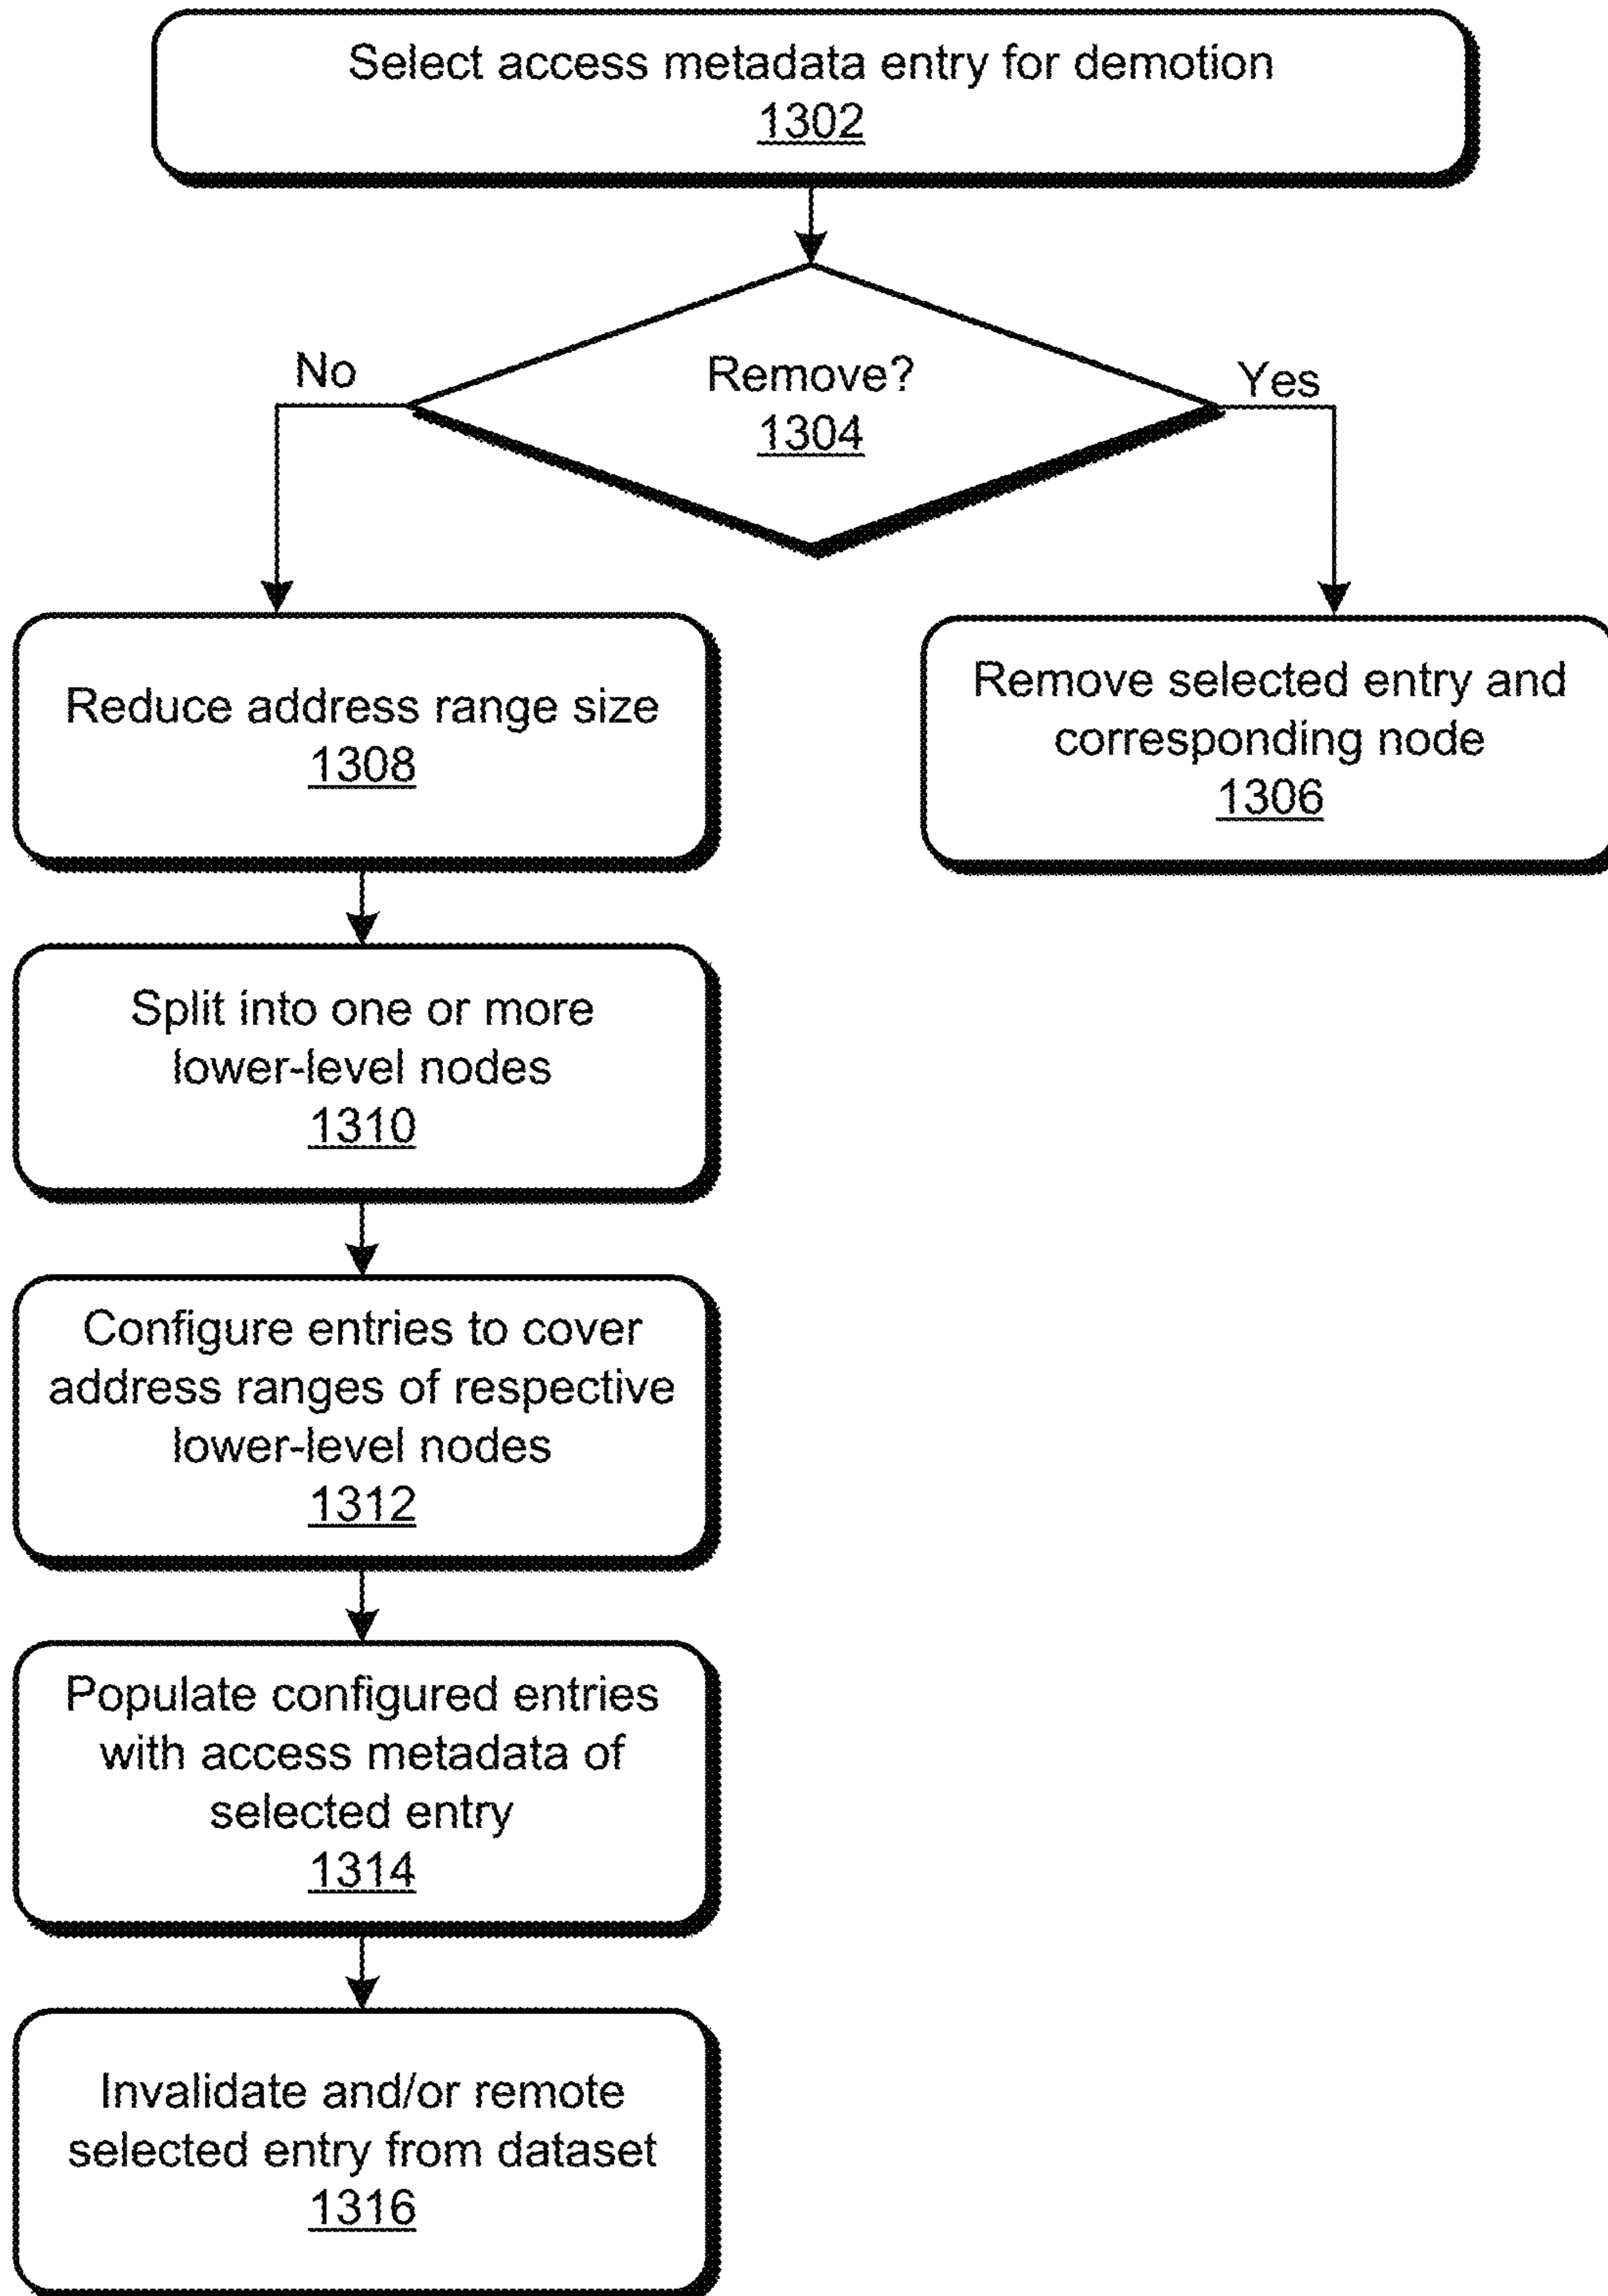 Select access metadata entry for demotion
1302
Remove?
1304
No
Yes
Reduce address range size
1308
Remove selected entry and
corresponding node
1306
Split into one or more
lower-level nodes
1310
Configure entries to cover
address ranges of respective
lower-level nodes
1312
Populate configured entries
with access metadata of
selected entry
1314
Invalidate and/or remote
selected entry from dataset
1316